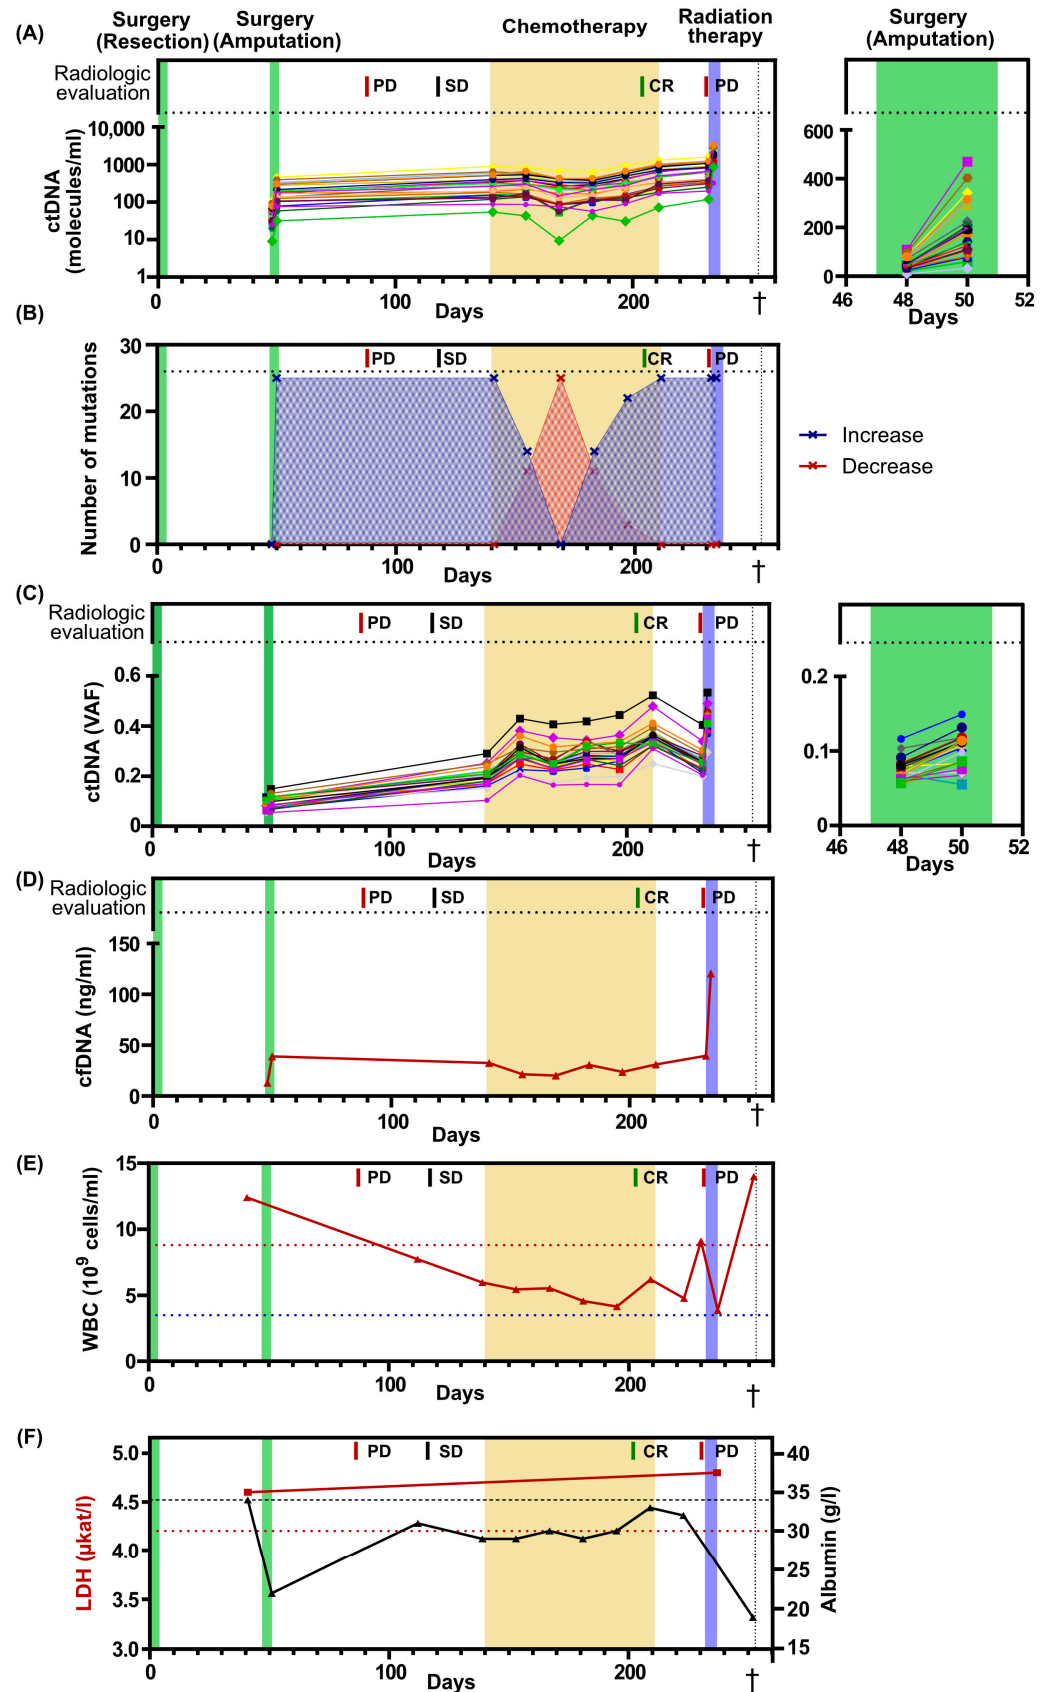 (A)
Surgery
(Resection)
Surgery
(Amputation)
Chemotherapy
Radiation
therapy
Surgery
(Amputation)
Radiologic
evaluation
PD
SD
CR
PD
ctDNA
(molecules/ml)
10,000
1000
100
10
1
0
100
200
Days
†
600
400
200
0
46
48
50
52
Days
(B)
Number of mutations
30
20
10
0
PD
SD
CR
PD
0
100
200
Days
†
Increase
Decrease
(C)
Radiologic
evaluation
PD
SD
CR
PD
ctDNA (VAF)
0.6
0.4
0.2
0
0
100
200
Days
†
0.2
0.1
0
46
48
50
52
Days
(D)
Radiologic
evaluation
PD
SD
CR
PD
cfDNA (ng/ml)
150
100
50
0
0
100
200
Days
†
(E)
WBC (10⁹ cells/ml)
15
10
5
0
PD
SD
CR
PD
0
100
200
Days
†
(F)
LDH (µkat/l)
5.0
4.5
4.0
3.5
3.0
PD
SD
CR
PD
40
35
30
25
20
15
Albumin (g/l)
0
100
200
Days
†